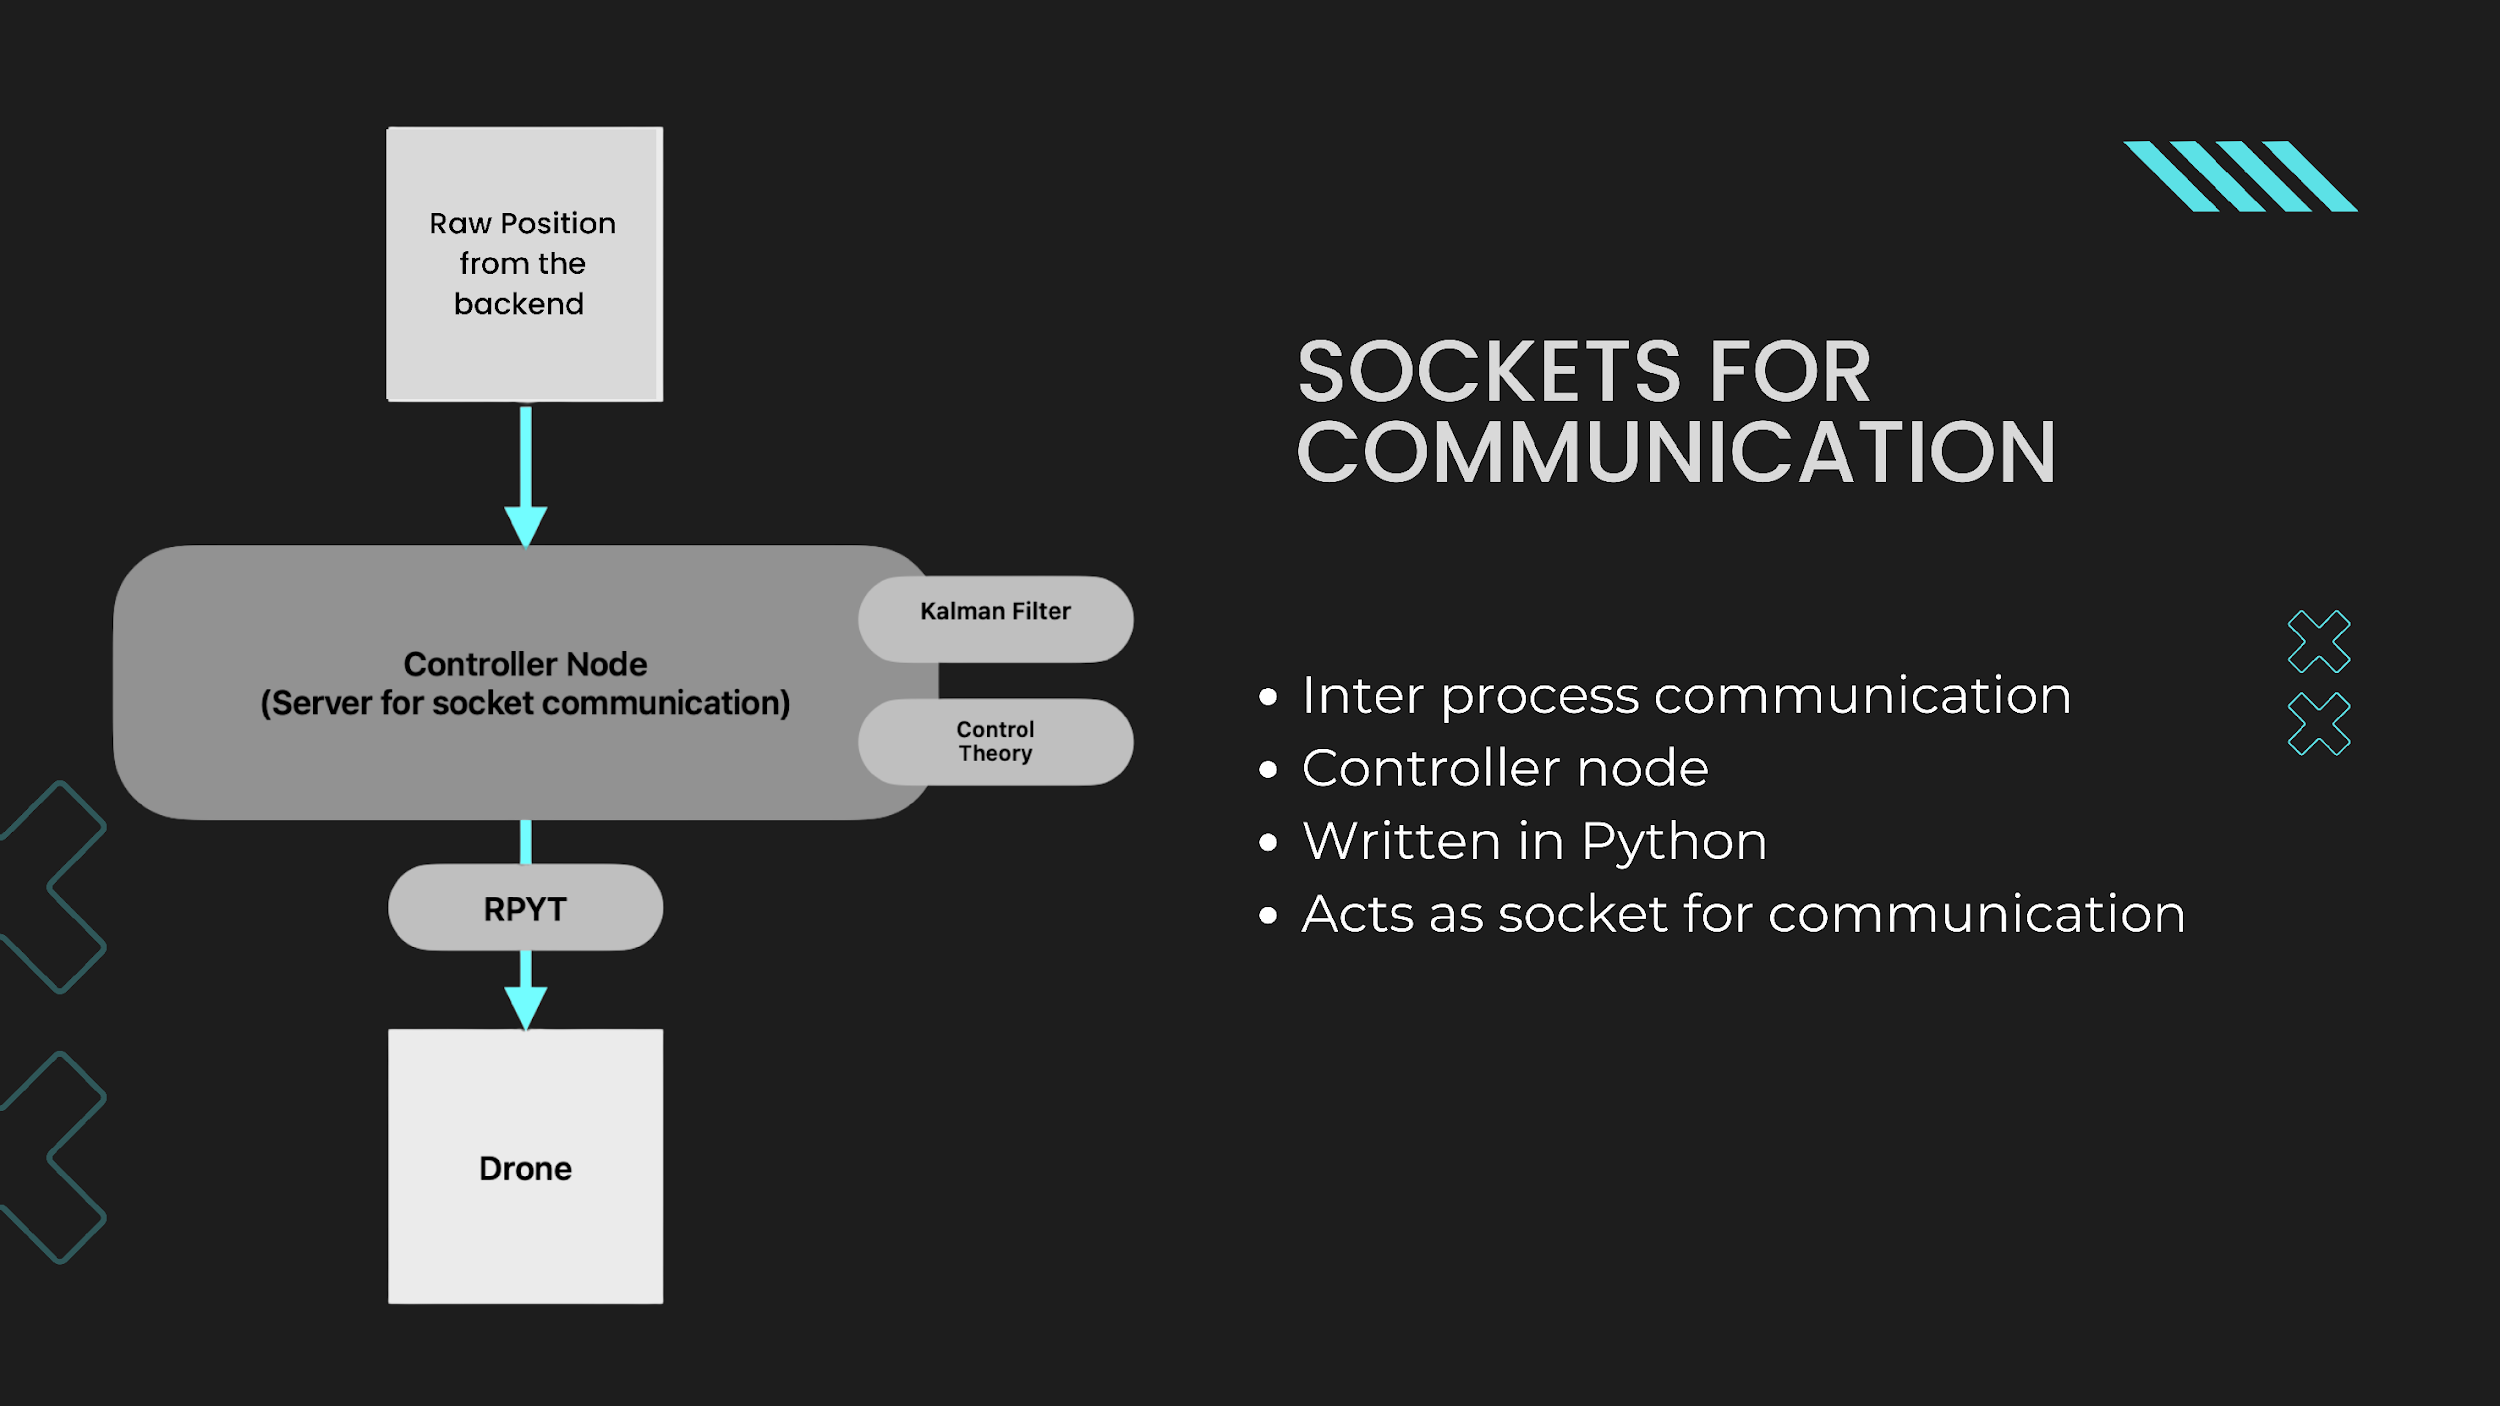 Raw Position
from the
backend
Controller Node
(Server for socket communication)
Kalman Filter
Control
Theory
RPYT
Drone
SOCKETS FOR
COMMUNICATION
• Inter process communication
• Controller node
• Written in Python
• Acts as socket for communication